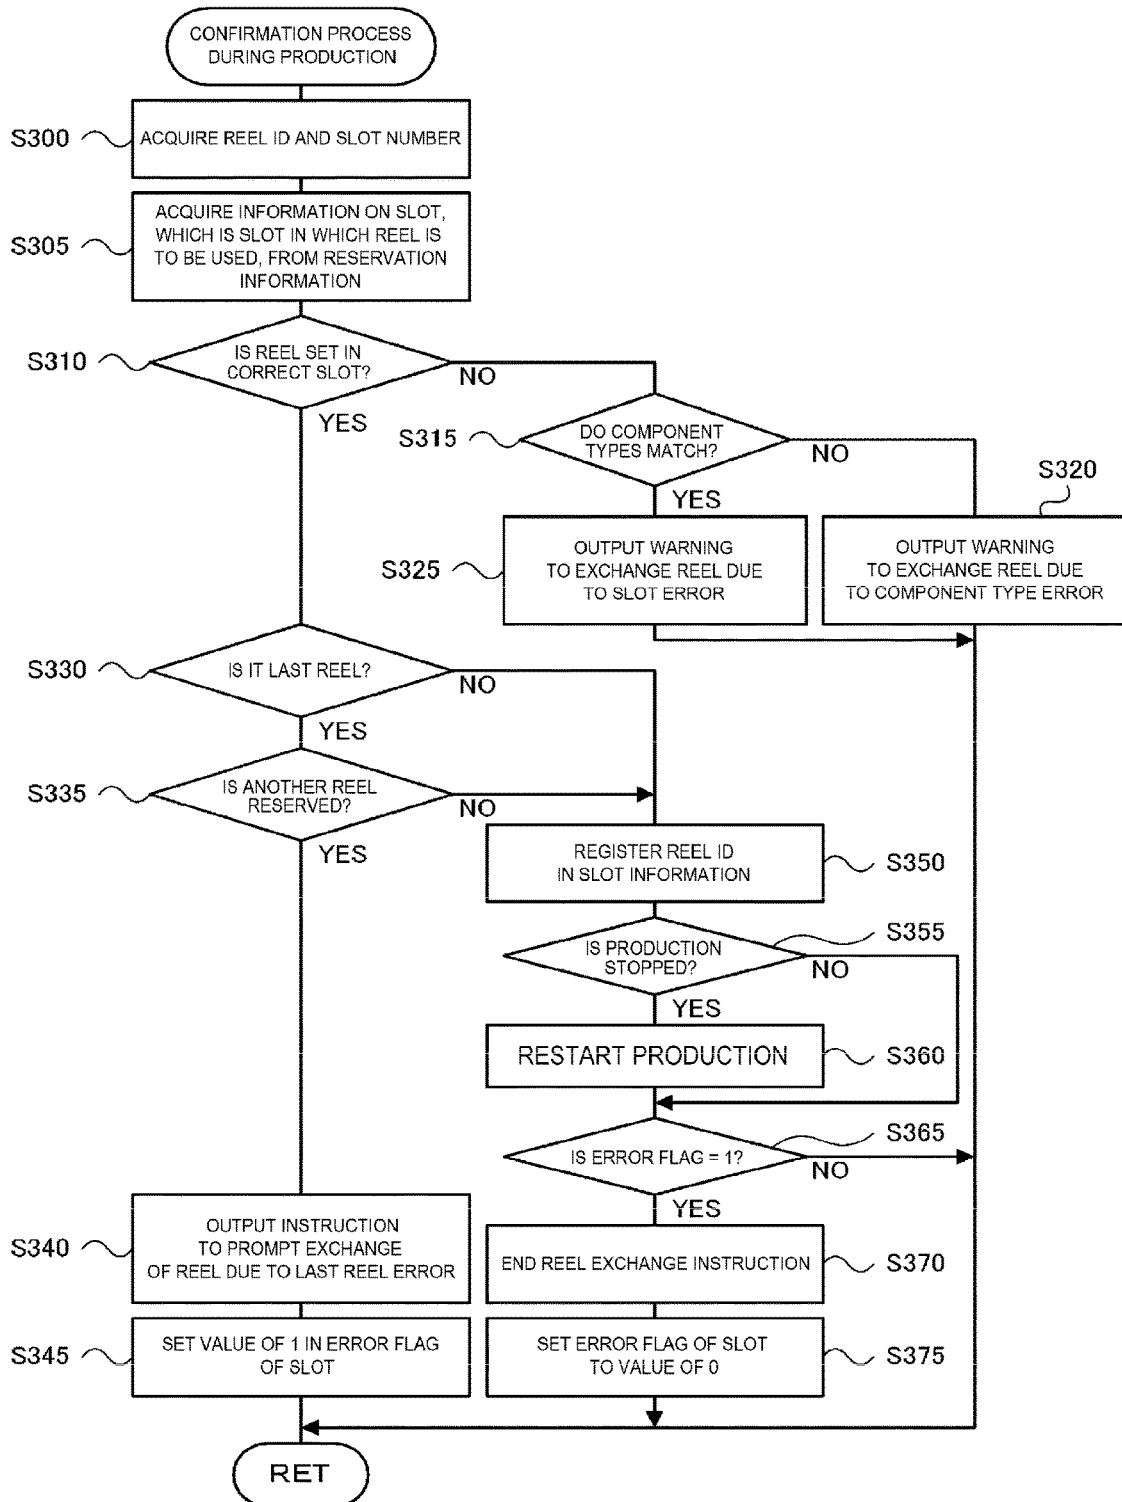 CONFIRMATION PROCESS
DURING PRODUCTION
S300
ACQUIRE REEL ID AND SLOT NUMBER
S305
ACQUIRE INFORMATION ON SLOT,
WHICH IS SLOT IN WHICH REEL IS
TO BE USED, FROM RESERVATION
INFORMATION
S310
IS REEL SET IN
CORRECT SLOT?
NO
YES
S315
DO COMPONENT
TYPES MATCH?
NO
YES
S320
S325
OUTPUT WARNING
TO EXCHANGE REEL DUE
TO SLOT ERROR
OUTPUT WARNING
TO EXCHANGE REEL DUE
TO COMPONENT TYPE ERROR
S330
IS IT LAST REEL?
NO
YES
S335
IS ANOTHER REEL
RESERVED?
NO
YES
REGISTER REEL ID
IN SLOT INFORMATION
S350
S355
IS PRODUCTION
STOPPED?
NO
YES
RESTART PRODUCTION
S360
S365
IS ERROR FLAG = 1?
NO
YES
S340
OUTPUT INSTRUCTION
TO PROMPT EXCHANGE
OF REEL DUE TO LAST REEL ERROR
END REEL EXCHANGE INSTRUCTION
S370
S345
SET VALUE OF 1 IN ERROR FLAG
OF SLOT
SET ERROR FLAG OF SLOT
TO VALUE OF 0
S375
RET